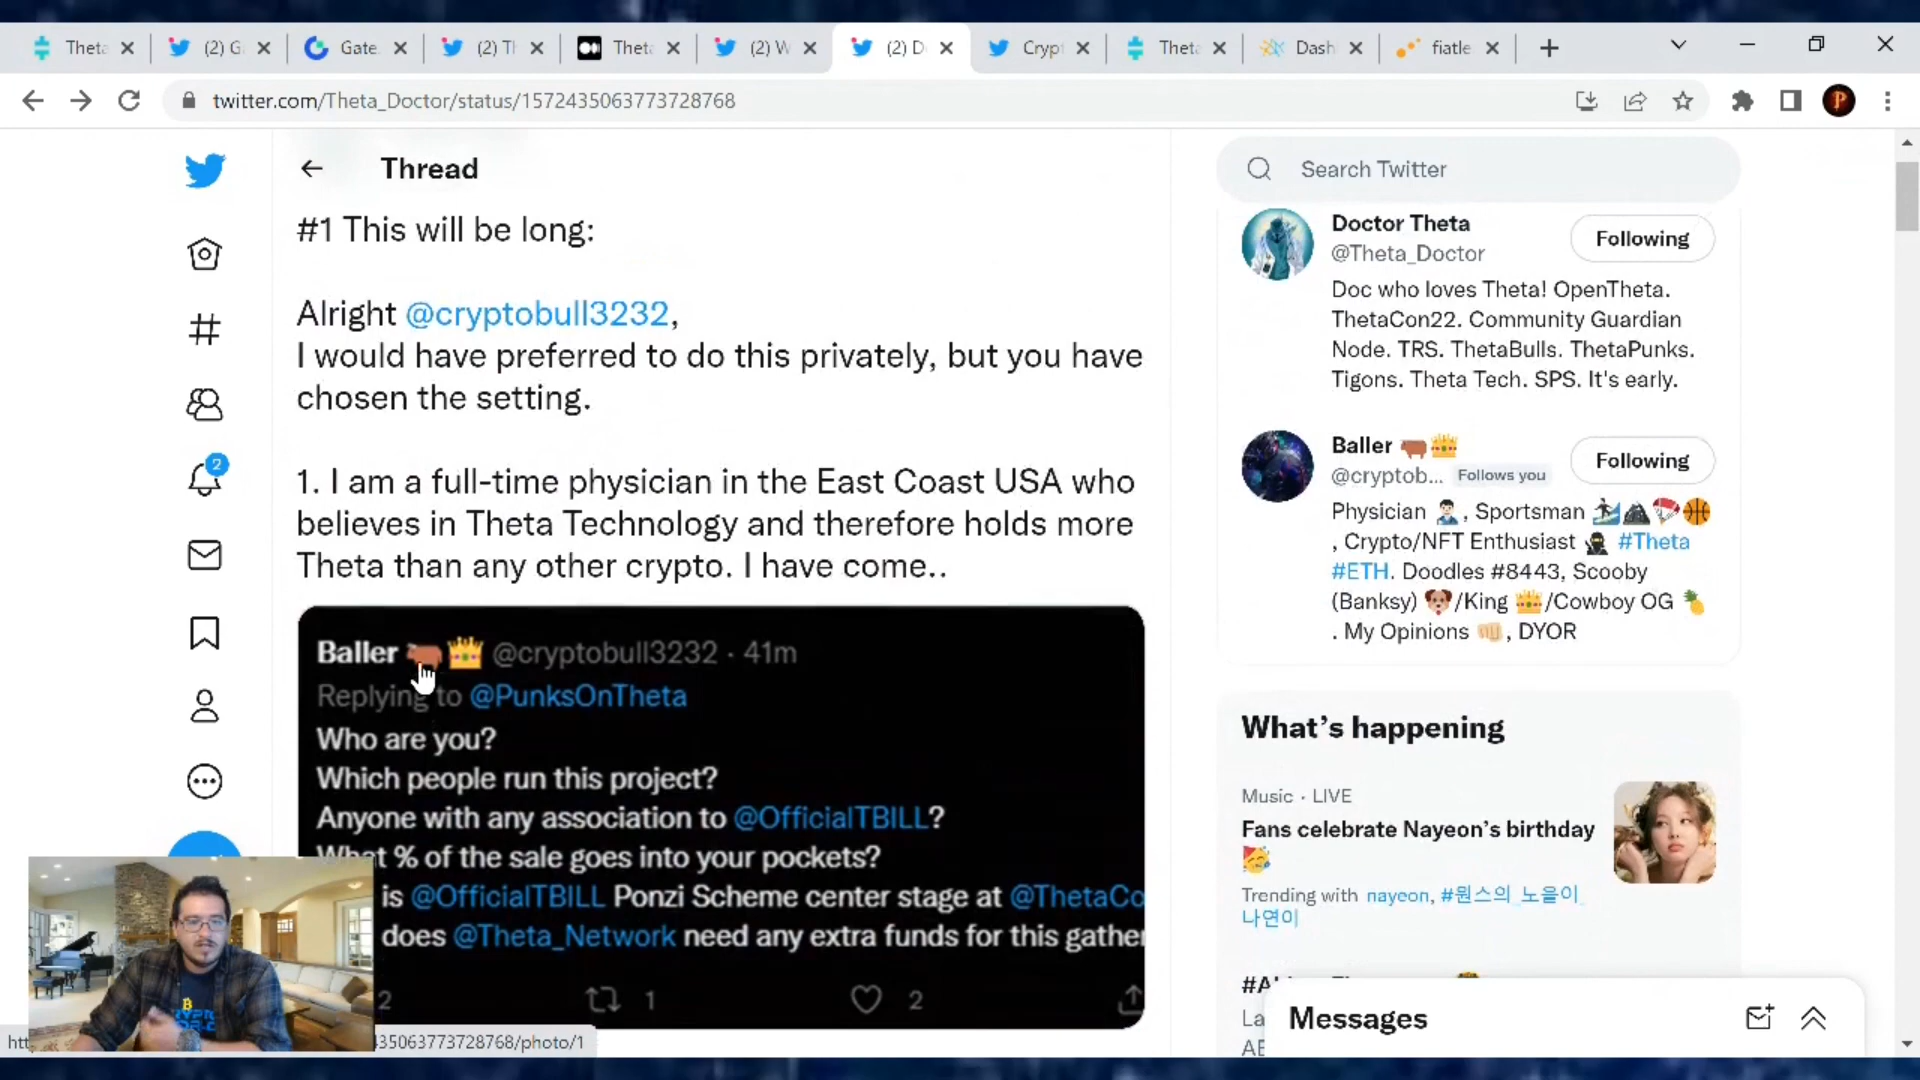 Theta
(2) G
Gate.
(2) Tl
Theta
(2) W
(2) D
Crypt
Theta
Dash
fiatle
twitter.com/Theta_Doctor/status/1572435063773728768
P
Thread
Search Twitter
#1 This will be long:
Alright @cryptobull3232,
I would have preferred to do this privately, but you have
chosen the setting.
1. I am a full-time physician in the East Coast USA who
believes in Theta Technology and therefore holds more
Theta than any other crypto. I have come..
2
Baller @cryptobull3232 · 41m
Replying to @PunksOnTheta
Who are you?
Which people run this project?
Anyone with any association to @OfficialTBILL?
What % of the sale goes into your pockets?
is @OfficialTBILL Ponzi Scheme center stage at @ThetaCo
does @Theta_Network need any extra funds for this gather
2 1 2
35063773728768/photo/1
Doctor Theta
Following
@Theta_Doctor
Doc who loves Theta! OpenTheta.
ThetaCon22. Community Guardian
Node. TRS. ThetaBulls. ThetaPunks.
Tigons. Theta Tech. SPS. It's early.
Baller
Following
@cryptob... Follows you
Physician , Sportsman
, Crypto/NFT Enthusiast #Theta
#ETH. Doodles #8443, Scooby
(Banksy) /King /Cowboy OG
. My Opinions , DYOR
What's happening
Music · LIVE
Fans celebrate Nayeon's birthday
Trending with nayeon, #원스의_노을이_
나연이
Messages